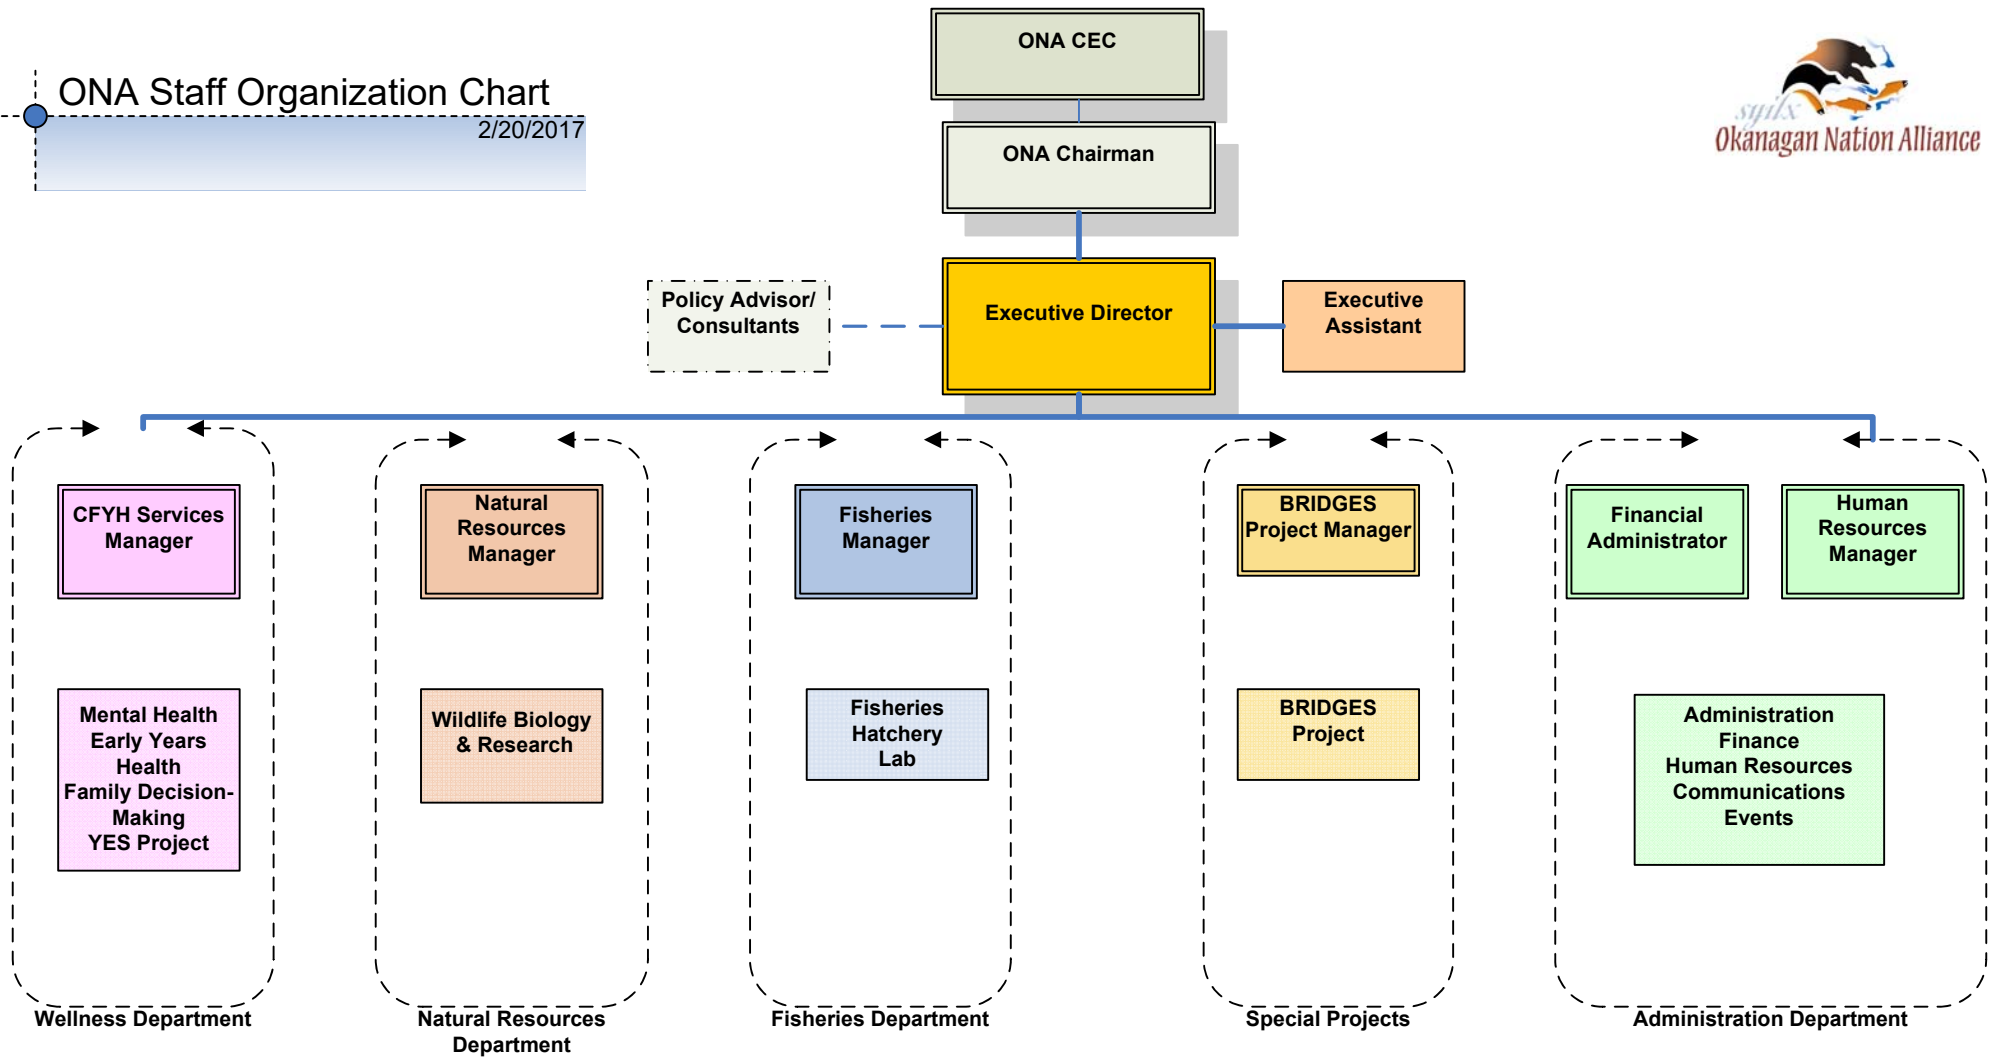 ONA Staff Organization Chart
2/20/2017
ONA CEC
ONA Chairman
syilx
Okanagan Nation Alliance
Policy Advisor/
Consultants
Executive Director
Executive
Assistant
CFYH Services
Manager
Natural
Resources
Manager
Fisheries
Manager
BRIDGES
Project Manager
Financial
Administrator
Human
Resources
Manager
Mental Health
Early Years
Health
Family Decision-
Making
YES Project
Wildlife Biology
& Research
Fisheries
Hatchery
Lab
BRIDGES
Project
Administration
Finance
Human Resources
Communications
Events
Wellness Department
Natural Resources
Department
Fisheries Department
Special Projects
Administration Department